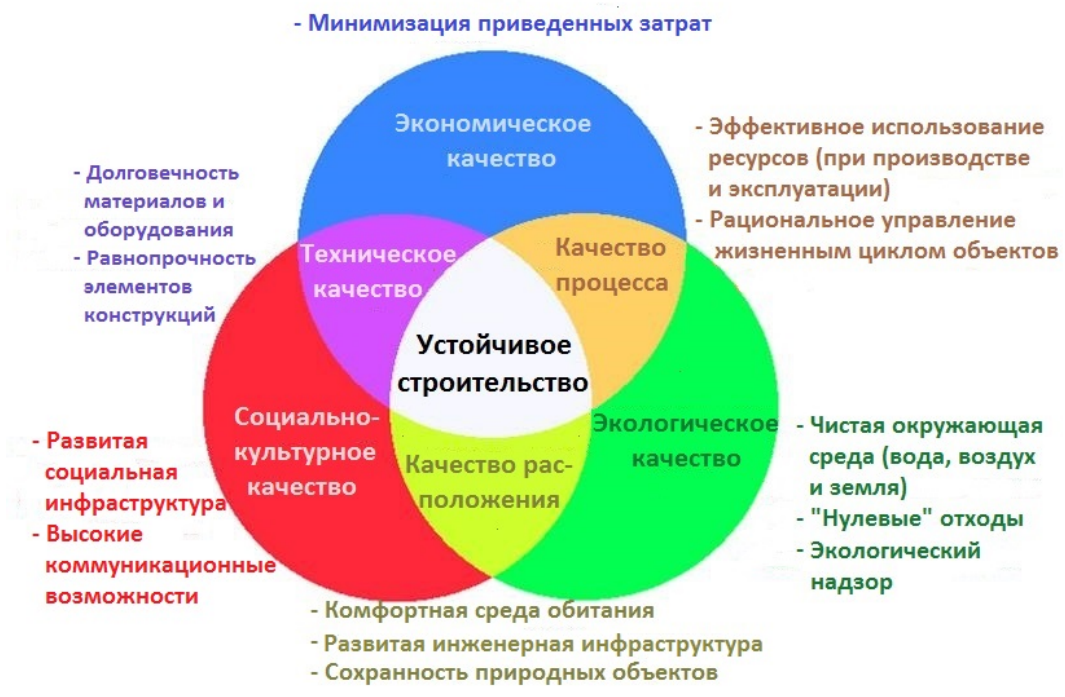 - Минимизация приведенных затрат
Экономическое
качество
- Эффективное использование
ресурсов (при производстве
и эксплуатации)
- Рациональное управление
жизненным циклом объектов
- Долговечность
материалов и
оборудования
- Равнопрочность
элементов
конструкций
Техническое
качество
Качество
процесса
Устойчивое
строительство
Социально-
культурное
качество
Качество рас-
положения
Экологическое
качество
- Развитая
социальная
инфраструктура
- Высокие
коммуникационные
возможности
- Чистая окружающая
среда (вода, воздух
и земля)
- "Нулевые" отходы
- Экологический
надзор
- Комфортная среда обитания
- Развитая инженерная инфраструктура
- Сохранность природных объектов